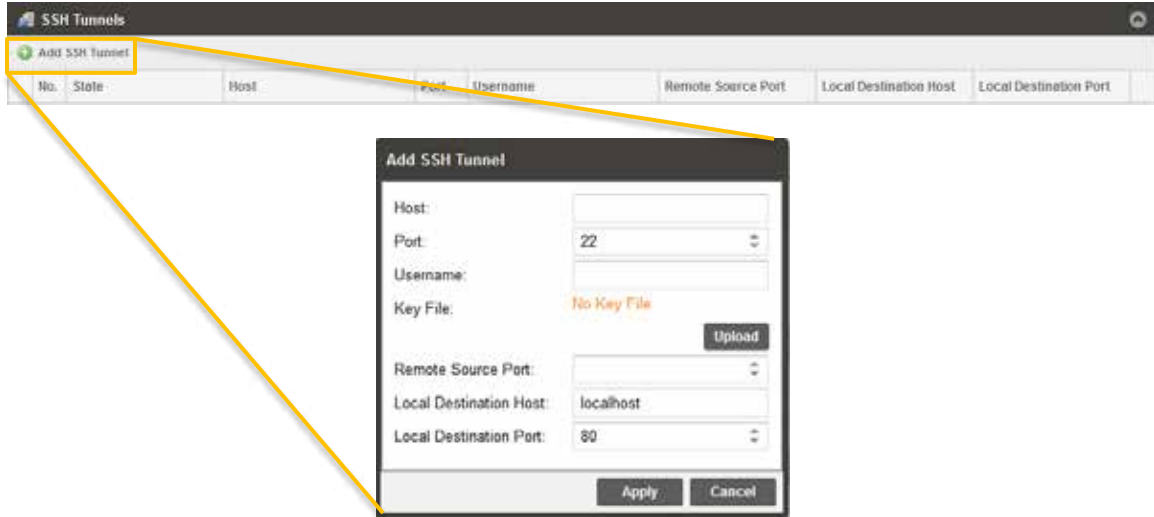 SSH Tunnels
Add SSH Tunnel
No. State Host Port Username Remote Source Port Local Destination Host Local Destination Port
Add SSH Tunnel
Host:
Port: 22
Username:
Key File: No Key File
Upload
Remote Source Port:
Local Destination Host: localhost
Local Destination Port: 80
Apply Cancel